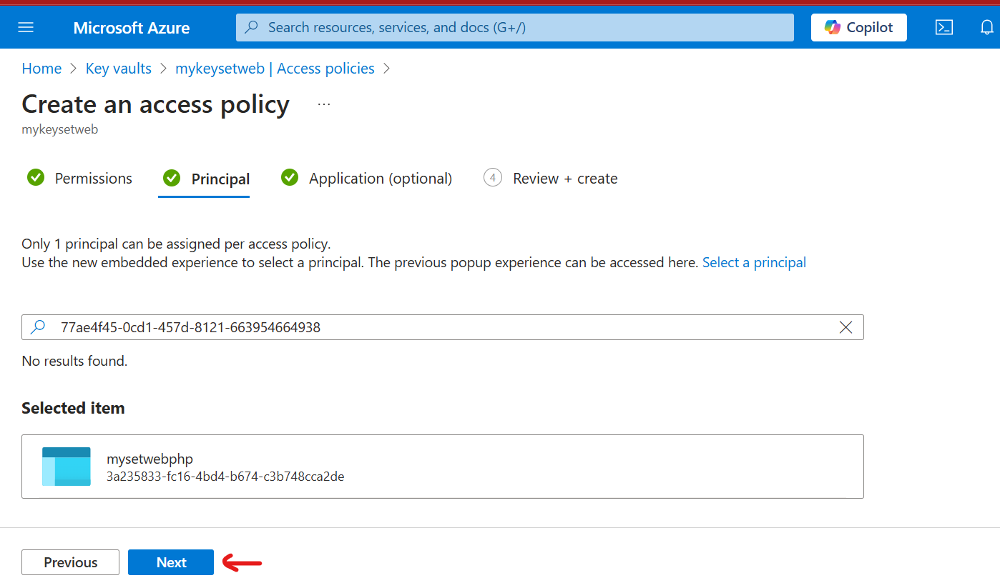 Microsoft Azure
Search resources, services, and docs (G+/)
Copilot
Home > Key vaults > mykeysetweb | Access policies >
Create an access policy ...
mykeysetweb
Permissions
Principal
Application (optional)
4 Review + create
Only 1 principal can be assigned per access policy.
Use the new embedded experience to select a principal. The previous popup experience can be accessed here. Select a principal
77ae4f45-0cd1-457d-8121-663954664938
No results found.
Selected item
mysetwebphp
3a235833-fc16-4bd4-b674-c3b748cca2de
Previous
Next